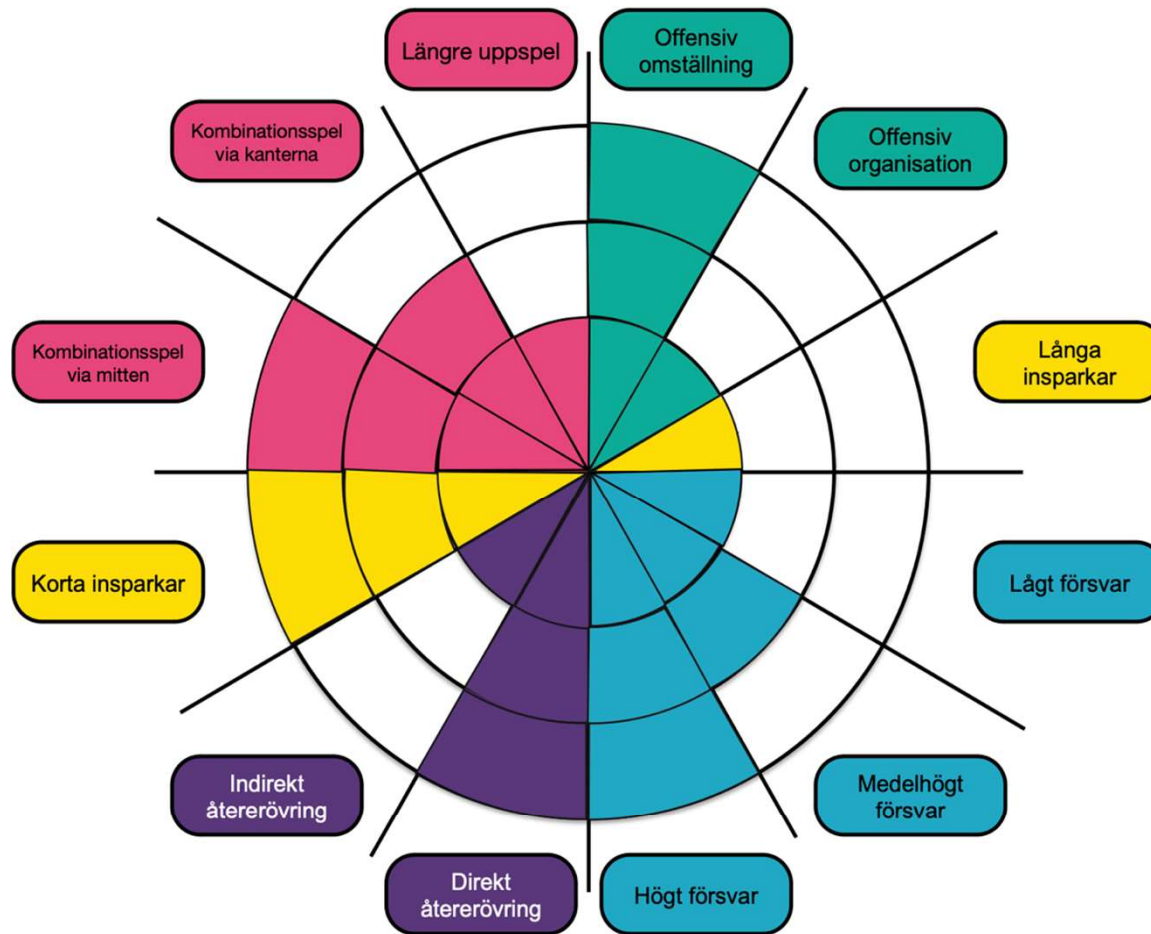 Längre uppspel
Offensiv
omställning
Kombinationsspel
via kanterna
Offensiv
organisation
Kombinationsspel
via mitten
Långa
insparkar
Korta insparkar
Lågt försvar
Indirekt
återerövring
Medelhögt
försvar
Direkt
återerövring
Högt försvar